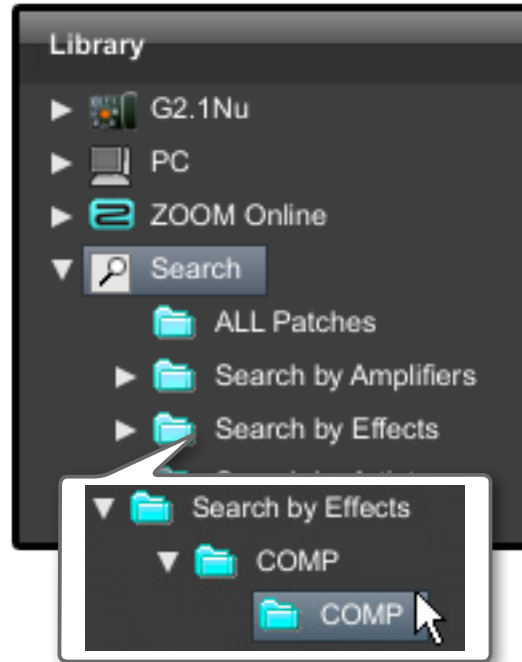 Library
G2.1Nu
PC
ZOOM Online
Search
ALL Patches
Search by Amplifiers
Search by Effects
Search by Effects
COMP
COMP